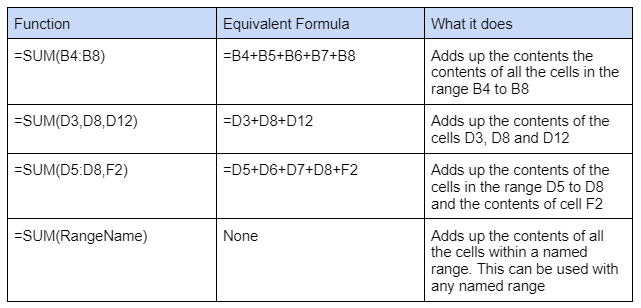 Function
Equivalent Formula
What it does
=SUM(B4:B8)
=B4+B5+B6+B7+B8
Adds up the contents the
contents of all the cells in the
range B4 to B8
=SUM(D3,D8,D12)
=D3+D8+D12
Adds up the contents of the
cells D3, D8 and D12
=SUM(D5:D8,F2)
=D5+D6+D7+D8+F2
Adds up the contents of the
cells in the range D5 to D8
and the contents of cell F2
=SUM(RangeName)
None
Adds up the contents of all
the cells within a named
range. This can be used with
any named range